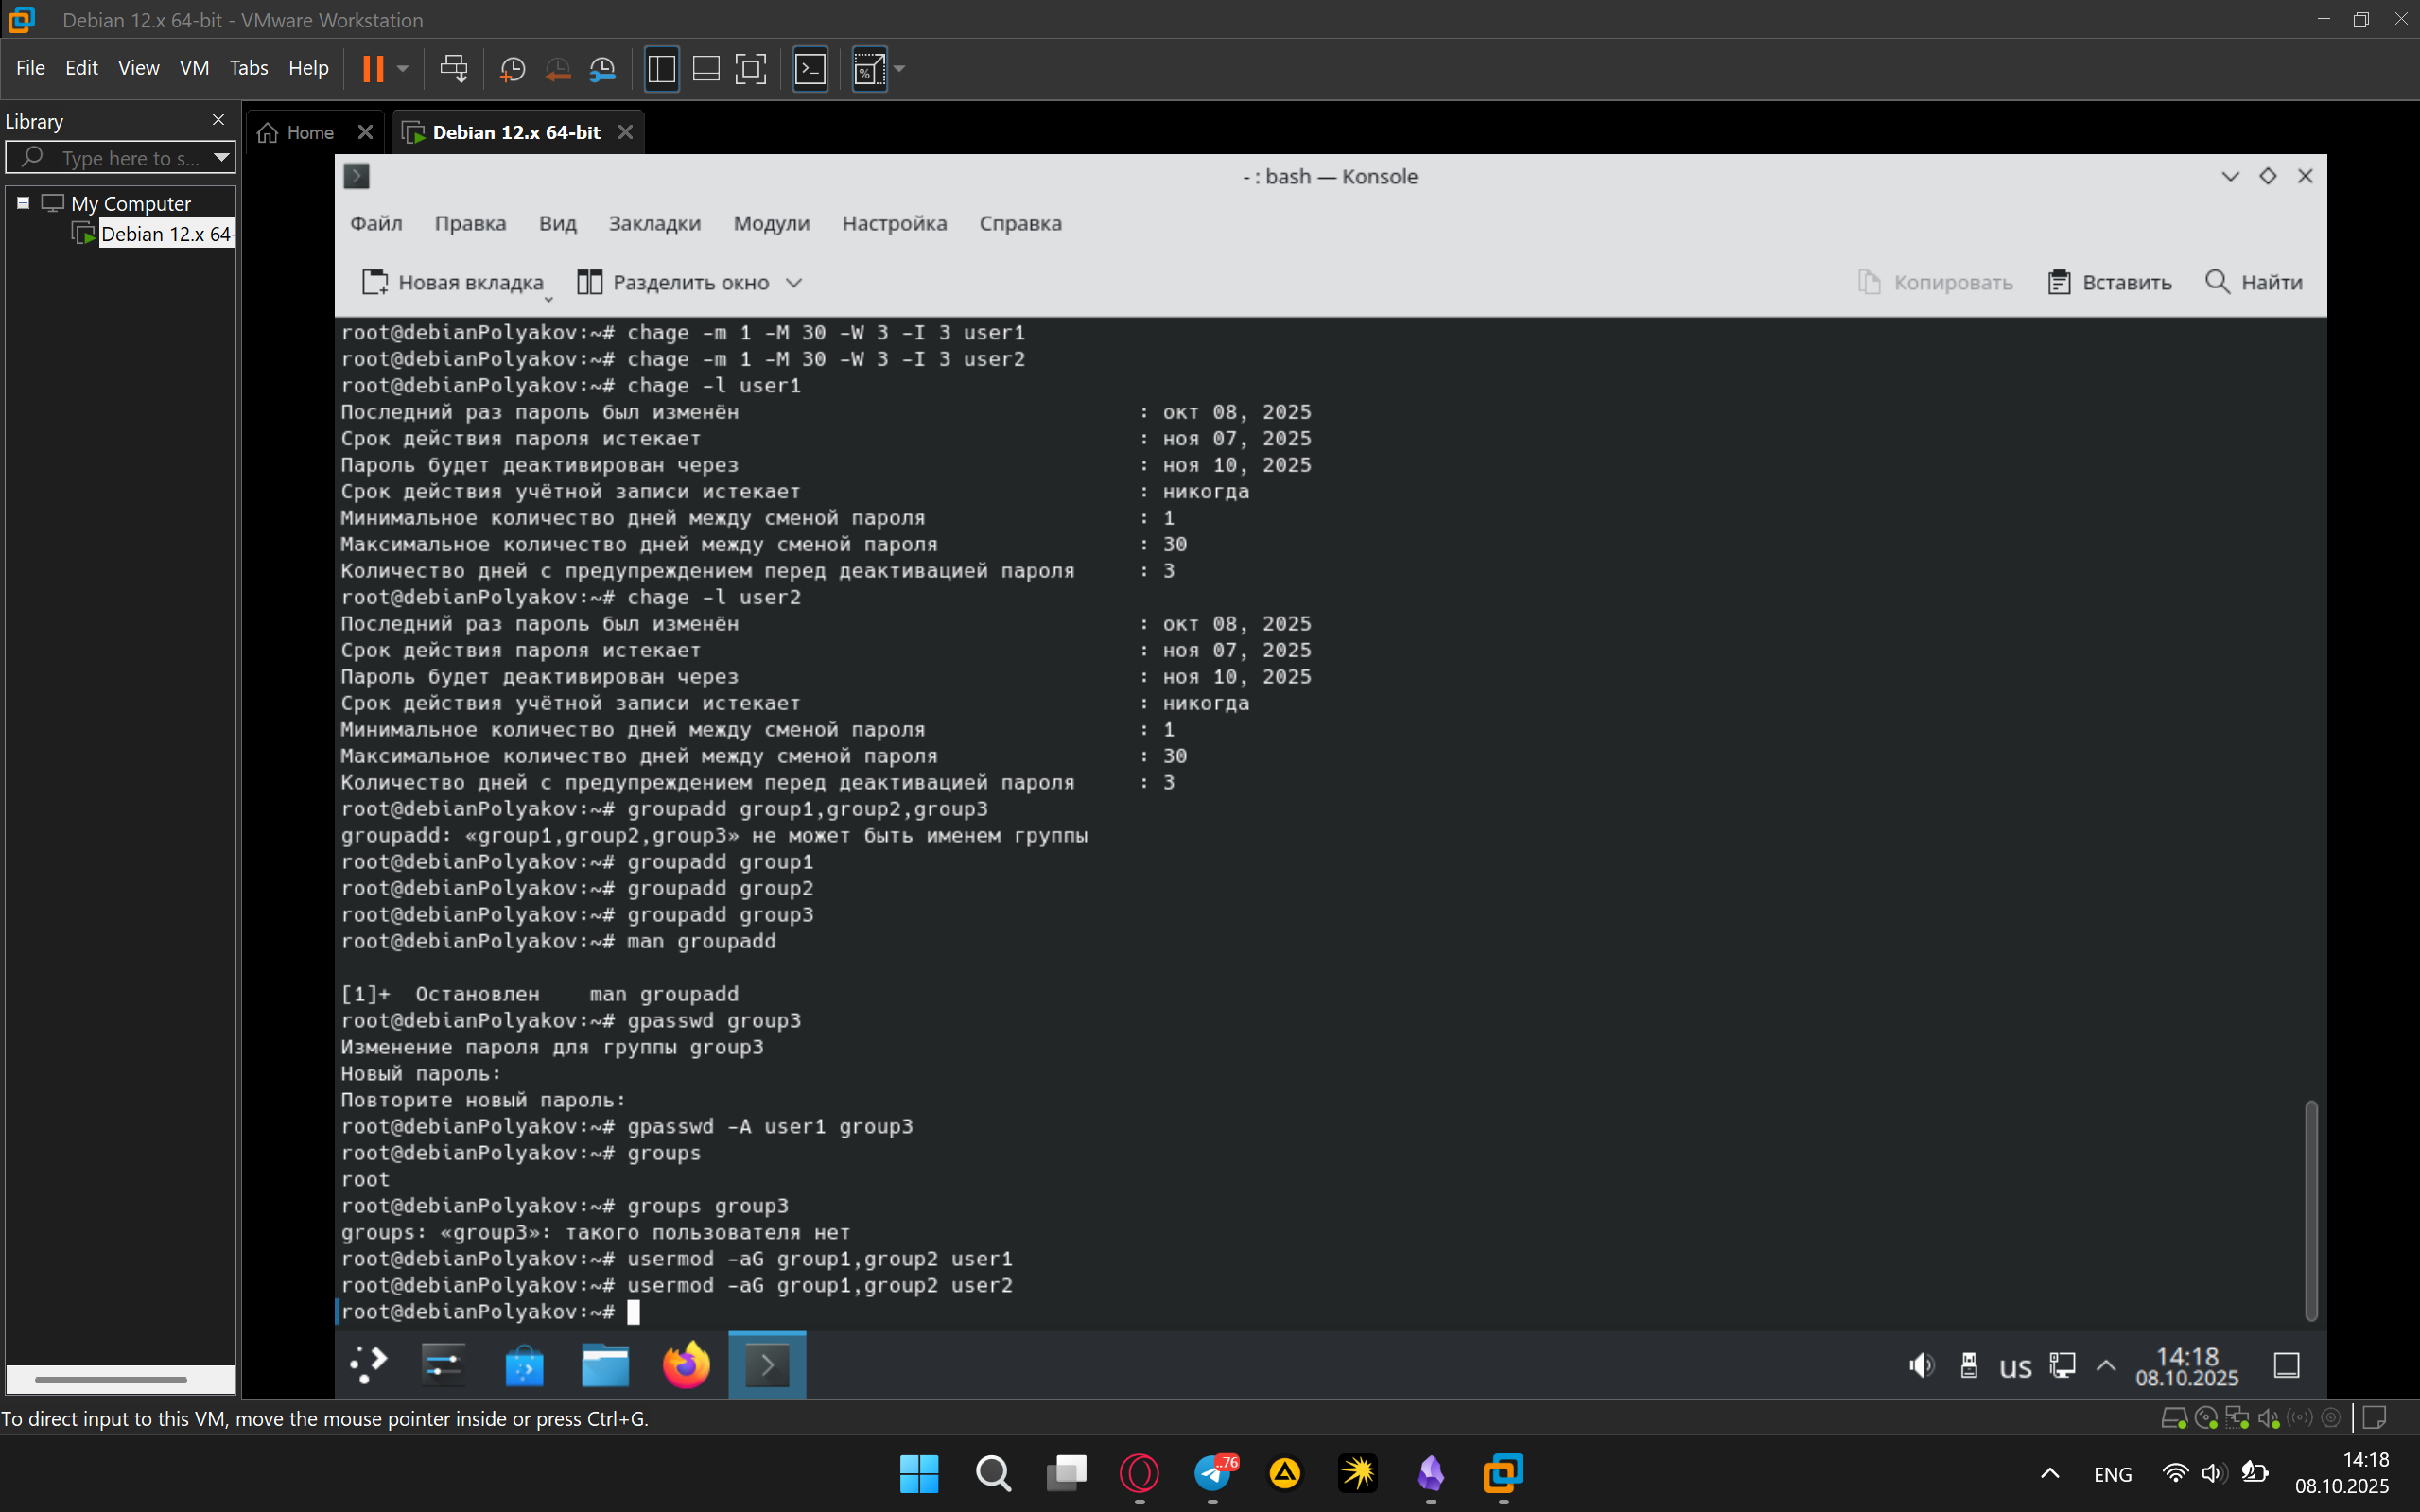 Debian 12.x 64-bit - VMware Workstation
File Edit View VM Tabs Help
Library
Type here to s...
My Computer
Debian 12.x 64-
Home
Debian 12.x 64-bit
- : bash — Konsole
Файл Правка Вид Закладки Модули Настройка Справка
Новая вкладка Разделить окно Копировать Вставить Найти
root@debianPolyakov:~# chage -m 1 -M 30 -W 3 -I 3 user1
root@debianPolyakov:~# chage -m 1 -M 30 -W 3 -I 3 user2
root@debianPolyakov:~# chage -l user1
Последний раз пароль был изменён : окт 08, 2025
Срок действия пароля истекает : ноя 07, 2025
Пароль будет деактивирован через : ноя 10, 2025
Срок действия учётной записи истекает : никогда
Минимальное количество дней между сменой пароля : 1
Максимальное количество дней между сменой пароля : 30
Количество дней с предупреждением перед деактивацией пароля : 3
root@debianPolyakov:~# chage -l user2
Последний раз пароль был изменён : окт 08, 2025
Срок действия пароля истекает : ноя 07, 2025
Пароль будет деактивирован через : ноя 10, 2025
Срок действия учётной записи истекает : никогда
Минимальное количество дней между сменой пароля : 1
Максимальное количество дней между сменой пароля : 30
Количество дней с предупреждением перед деактивацией пароля : 3
root@debianPolyakov:~# groupadd group1,group2,group3
groupadd: «group1,group2,group3» не может быть именем группы
root@debianPolyakov:~# groupadd group1
root@debianPolyakov:~# groupadd group2
root@debianPolyakov:~# groupadd group3
root@debianPolyakov:~# man groupadd
[1]+ Остановлен man groupadd
root@debianPolyakov:~# gpasswd group3
Изменение пароля для группы group3
Новый пароль:
Повторите новый пароль:
root@debianPolyakov:~# gpasswd -A user1 group3
root@debianPolyakov:~# groups
root
root@debianPolyakov:~# groups group3
groups: «group3»: такого пользователя нет
root@debianPolyakov:~# usermod -aG group1,group2 user1
root@debianPolyakov:~# usermod -aG group1,group2 user2
root@debianPolyakov:~#
us
14:18
08.10.2025
To direct input to this VM, move the mouse pointer inside or press Ctrl+G.
..76
ENG
14:18
08.10.2025